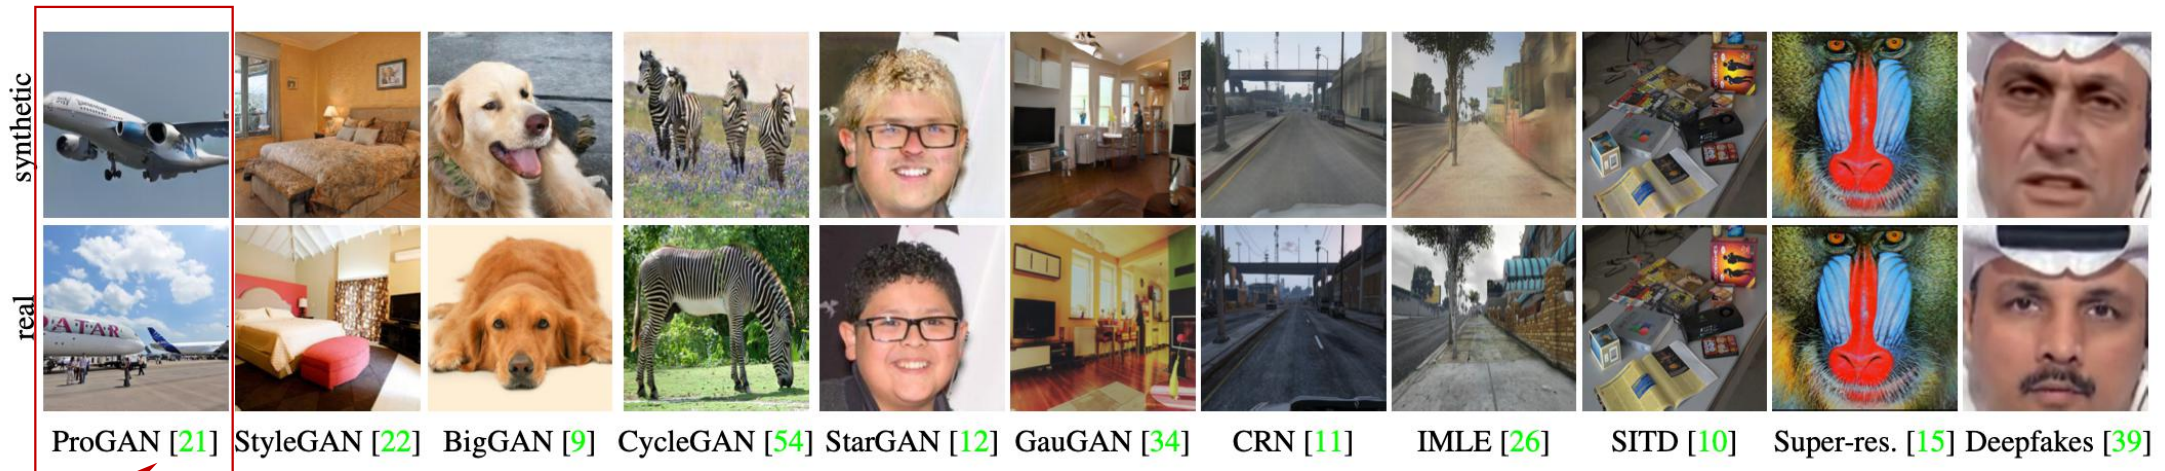 synthetic
real
QATAR
ProGAN [21] StyleGAN [22] BigGAN [9] CycleGAN [54] StarGAN [12] GauGAN [34] CRN [11] IMLE [26] SITD [10] Super-res. [15] Deepfakes [39]